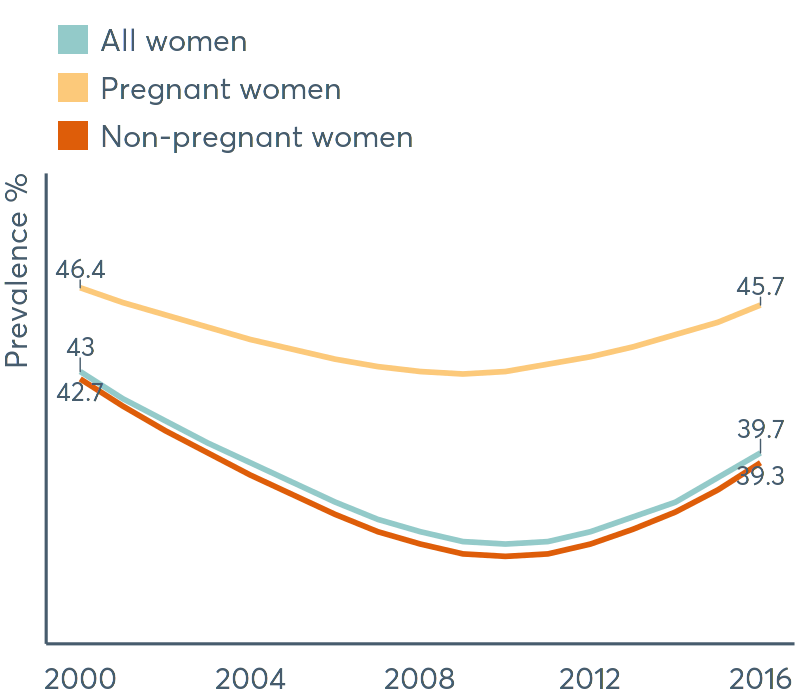 All women
Pregnant women
Non-pregnant women
Prevalence %
46.4
45.7
43
42.7
39.7
39.3
2000 2004 2008 2012 2016